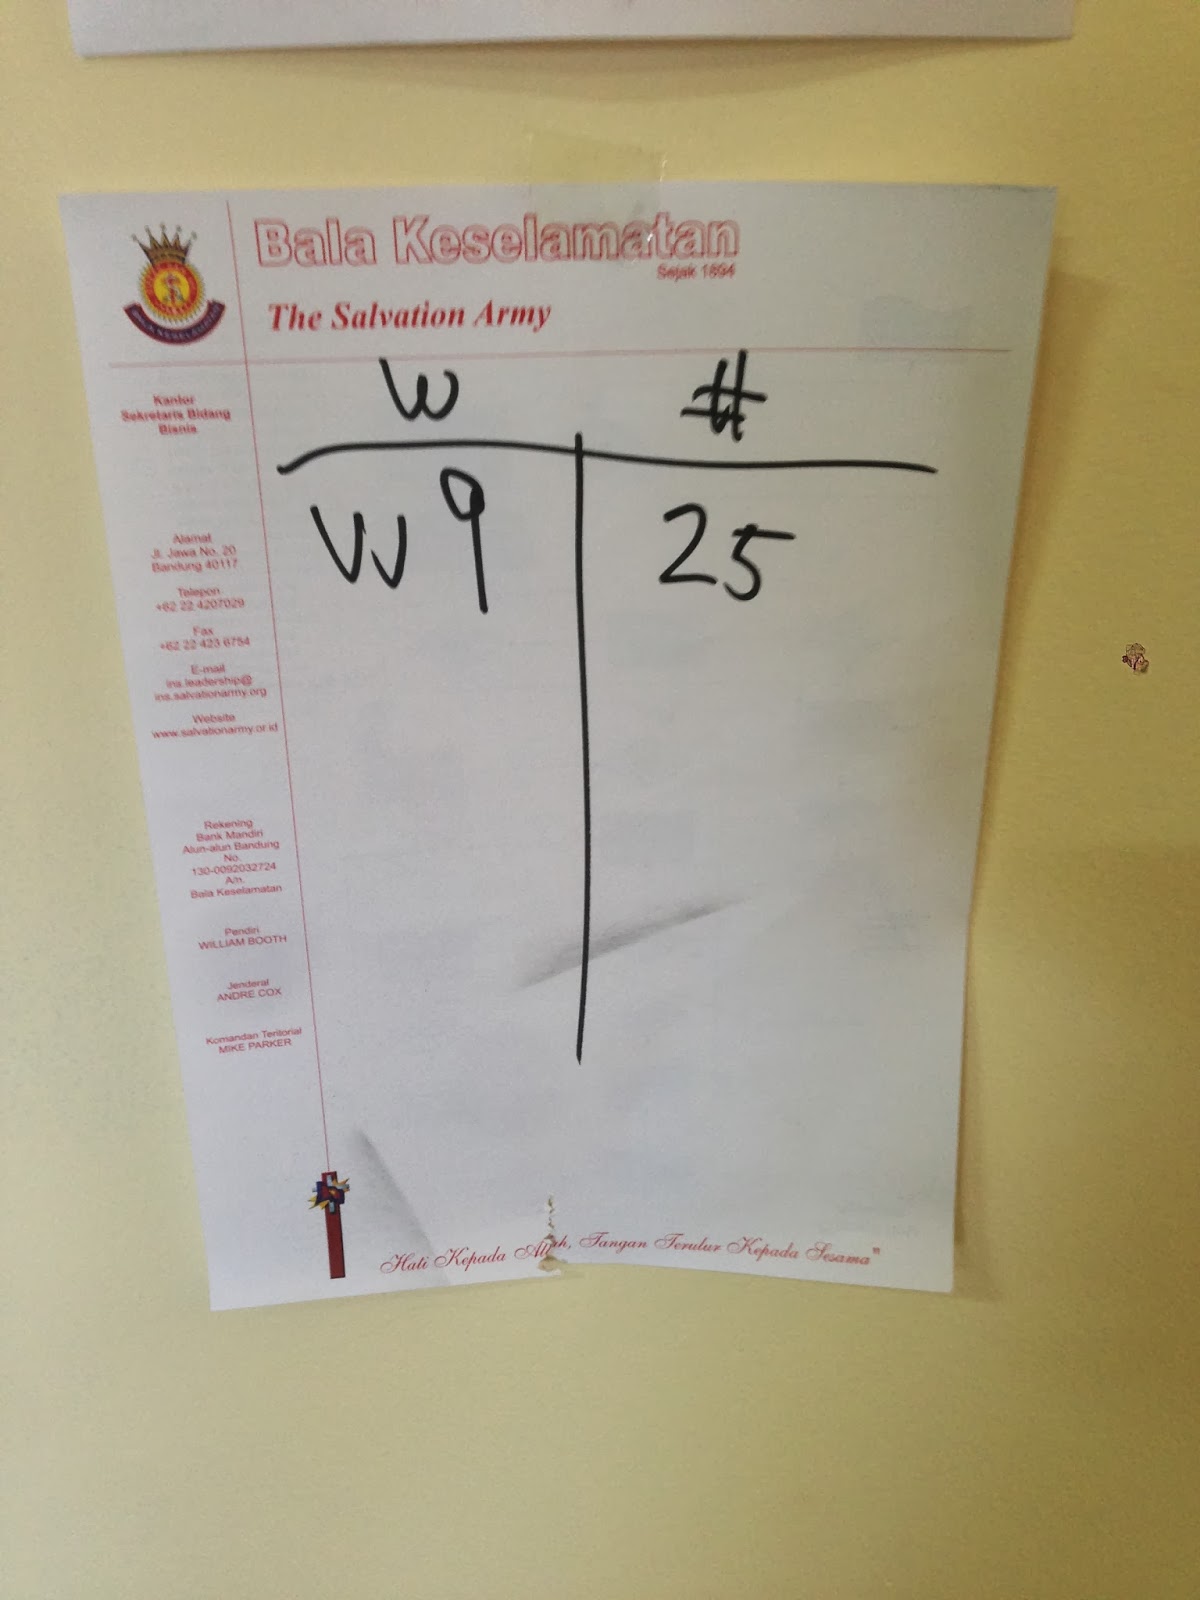 Bala Keselamatan
Sejak 1894
The Salvation Army
Kantor
Sekretaris Bidang
Bisnis
Alamat
Jl. Jawa No. 20
Bandung 40117
Telepon
+62 22 4207029
Fax
+62 22 423 6754
E-mail
ins.leadership@
ins.salvationarmy.org
Website
www.salvationarmy.or.id
Rekening
Bank Mandiri
Alun-alun Bandung
No.
130-0092032724
A/n.
Bala Keselamatan
Pendiri
WILLIAM BOOTH
Jenderal
ANDRE COX
Komandan Teritorial
MIKE PARKER
W #
W9 25
Hati Kepada Allah, Tangan Terulur Kepada Sesama"